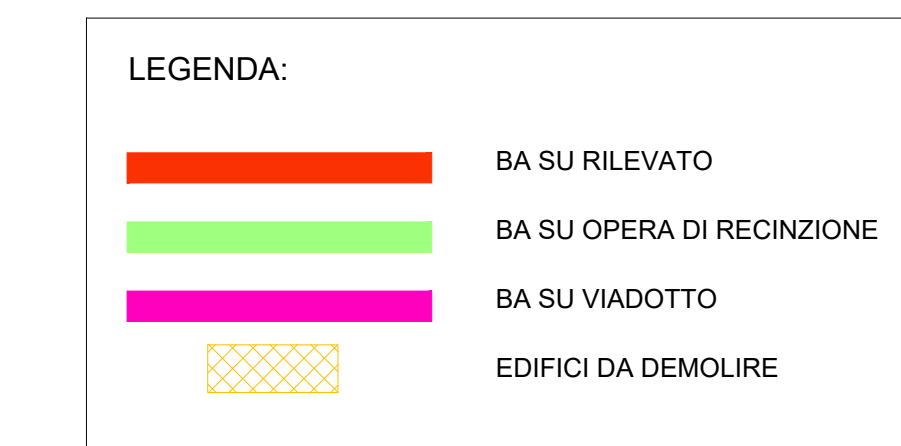 LEGENDA:
BA SU RILEVATO
BA SU OPERA DI RECINZIONE
BA SU VIADOTTO
EDIFICI DA DEMOLIRE